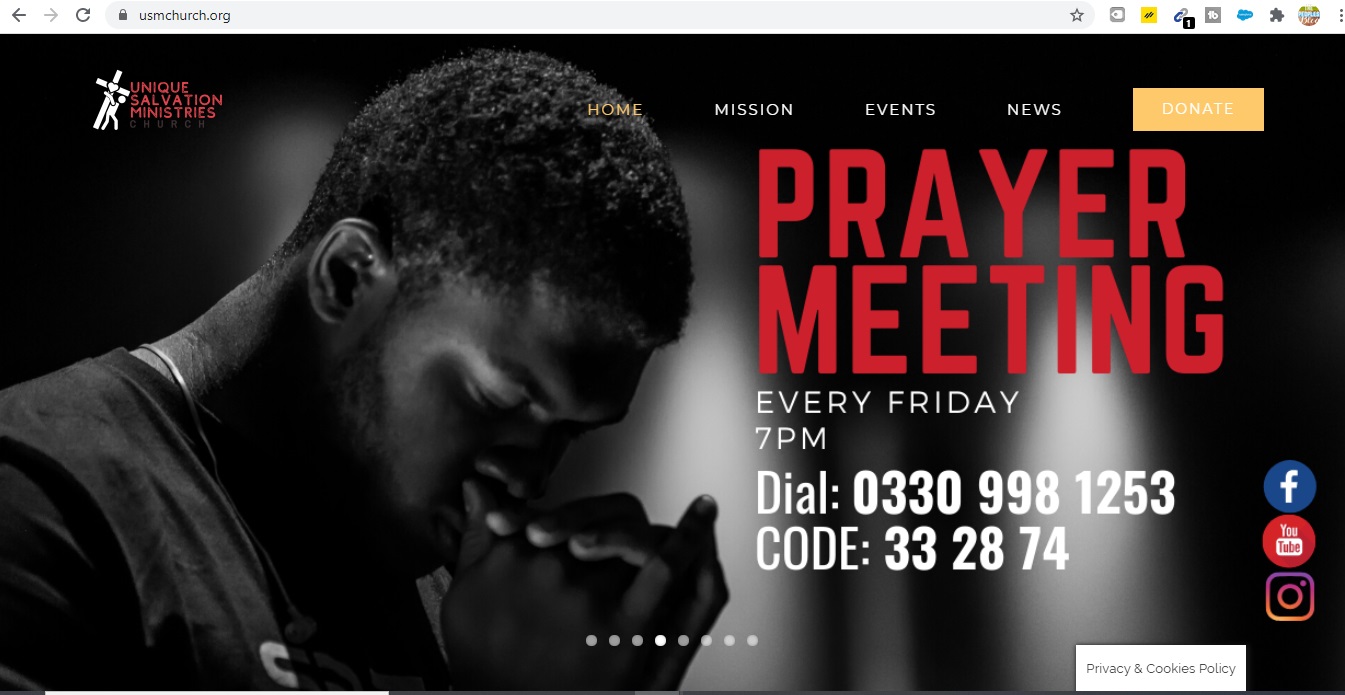 usmchurch.org
1
UNIQUE
SALVATION
MINISTRIES
CHURCH
HOME MISSION EVENTS NEWS DONATE
PRAYER
MEETING
EVERY FRIDAY
7PM
Dial: 0330 998 1253
CODE: 33 28 74
You
Tube
Privacy & Cookies Policy